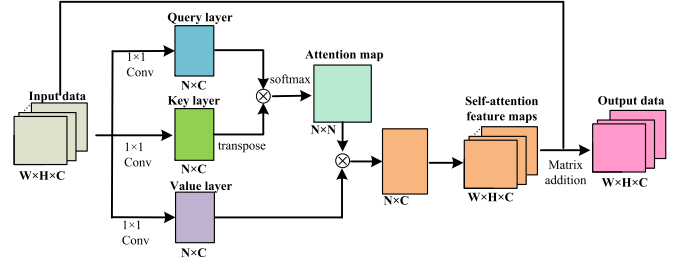 Query layer
1×1
Conv
N×C
softmax
Attention map
N×N
Input data
W×H×C
Key layer
1×1
Conv
N×C
transpose
Value layer
1×1
Conv
N×C
N×C
Self-attention
feature maps
W×H×C
Matrix
addition
Output data
W×H×C